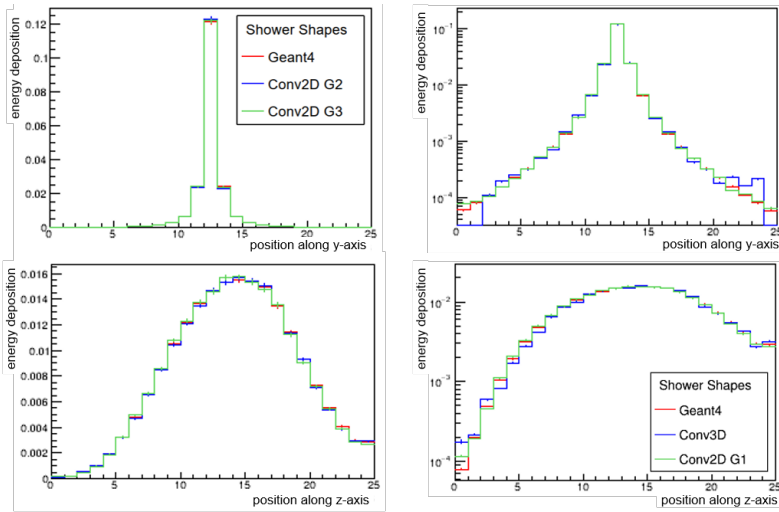 energy deposition
0.12
0.1
0.08
0.06
0.04
0.02
0
0 5 10 15 20 25
position along y-axis
Shower Shapes
Geant4
Conv2D G2
Conv2D G3
energy deposition
10⁻¹
10⁻²
10⁻³
10⁻⁴
0 5 10 15 20 25
position along y-axis
energy deposition
0.016
0.014
0.012
0.010
0.008
0.006
0.004
0.002
0
0 5 10 15 20 25
position along z-axis
energy deposition
10⁻²
10⁻³
10⁻⁴
0 5 10 15 20 25
position along z-axis
Shower Shapes
Geant4
Conv3D
Conv2D G1